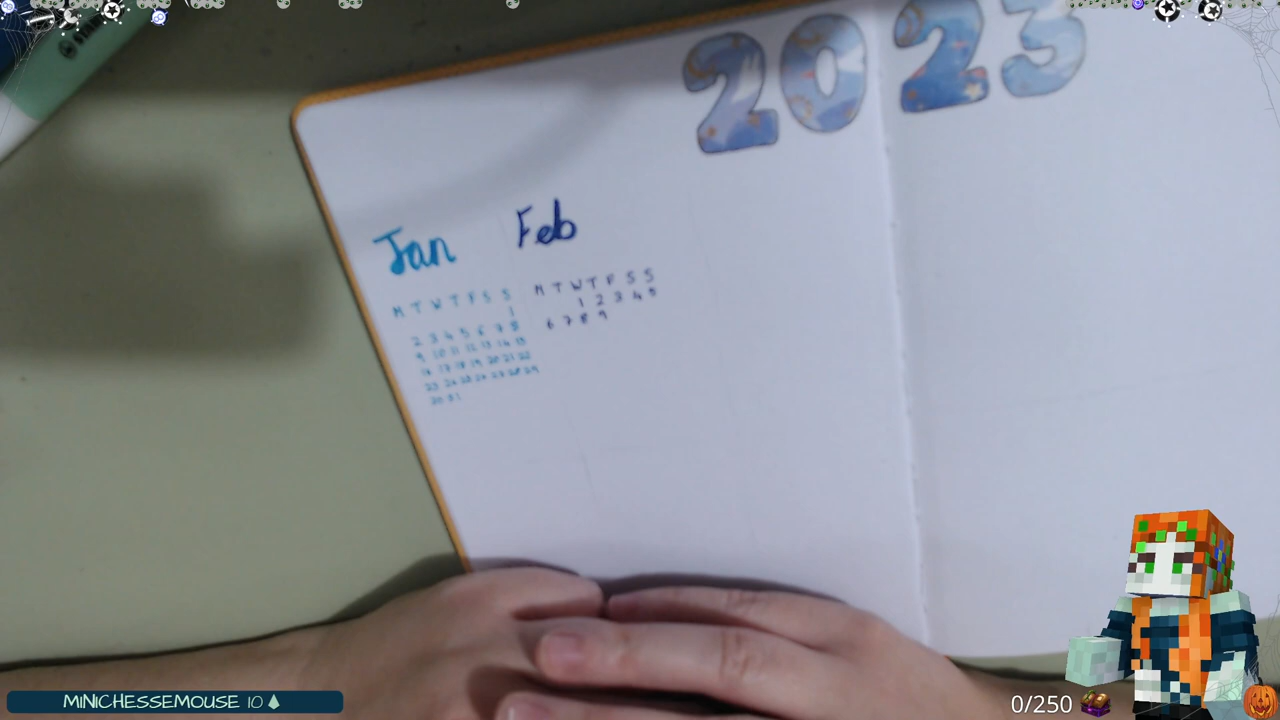 2023
Jan
Feb
M T W T F S S
1
2 3 4 5 6 7 8
9 10 11 12 13 14 15
16 17 18 19 20 21 22
23 24 25 26 27 28 29
30 31
M T W T F S S
1 2 3 4 5
6 7 8 9
MINICHESSEMOUSE 10
0/250